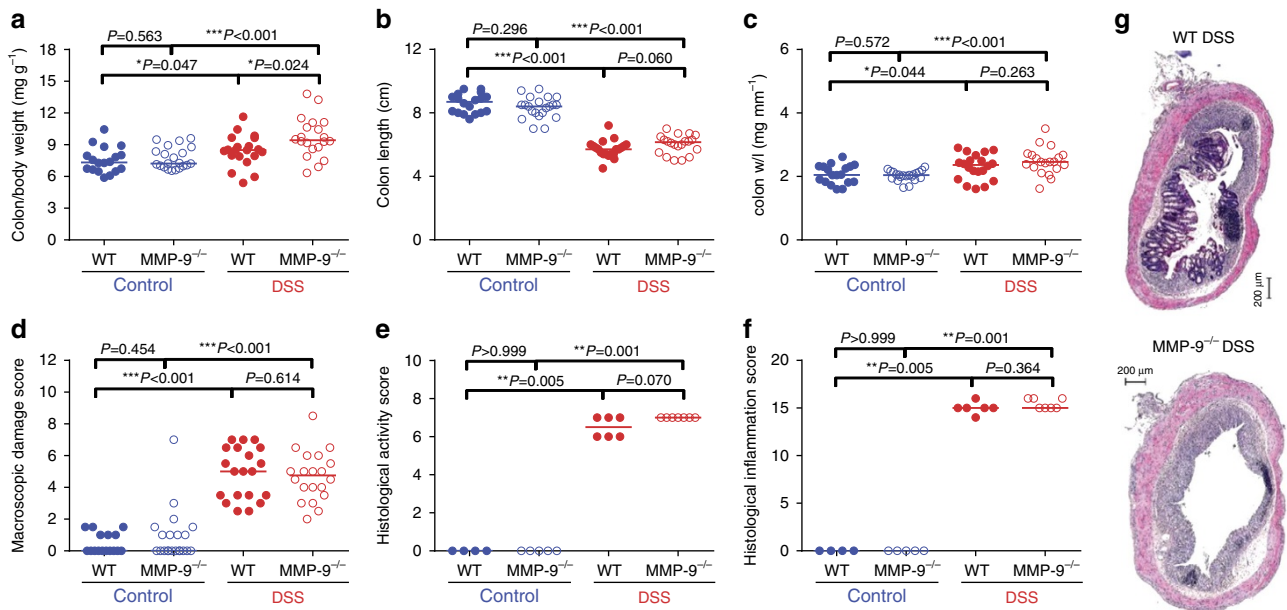 a
P=0.563
***P<0.001
*P=0.047
*P=0.024
Colon/body weight (mg g⁻¹)
18
15
12
9
6
3
0
WT
MMP-9⁻/⁻
WT
MMP-9⁻/⁻
Control
DSS
b
P=0.296
***P<0.001
***P<0.001
P=0.060
Colon length (cm)
12
9
6
3
0
WT
MMP-9⁻/⁻
WT
MMP-9⁻/⁻
Control
DSS
c
P=0.572
***P<0.001
*P=0.044
P=0.263
colon w/l (mg mm⁻¹)
6
4
2
0
WT
MMP-9⁻/⁻
WT
MMP-9⁻/⁻
Control
DSS
g
WT DSS
200 µm
MMP-9⁻/⁻ DSS
200 µm
d
P=0.454
***P<0.001
***P<0.001
P=0.614
Macroscopic damage score
12
10
8
6
4
2
0
WT
MMP-9⁻/⁻
WT
MMP-9⁻/⁻
Control
DSS
e
P>0.999
**P=0.001
**P=0.005
P=0.070
Histological activity score
10
8
6
4
2
0
WT
MMP-9⁻/⁻
WT
MMP-9⁻/⁻
Control
DSS
f
P>0.999
**P=0.001
**P=0.005
P=0.364
Histological inflammation score
20
15
10
5
0
WT
MMP-9⁻/⁻
WT
MMP-9⁻/⁻
Control
DSS